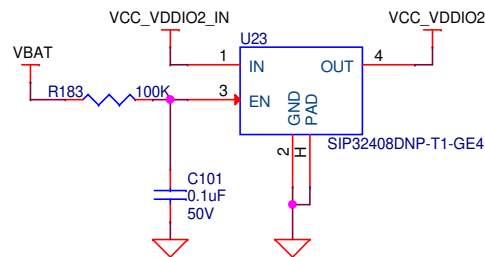 VCC_VDDIO2_IN
VCC_VDDIO2
VBAT
U23
1
IN
OUT
4
R183
100K
3
EN
GND
PAD
2
H
SIP32408DNP-T1-GE4
C101
0.1uF
50V